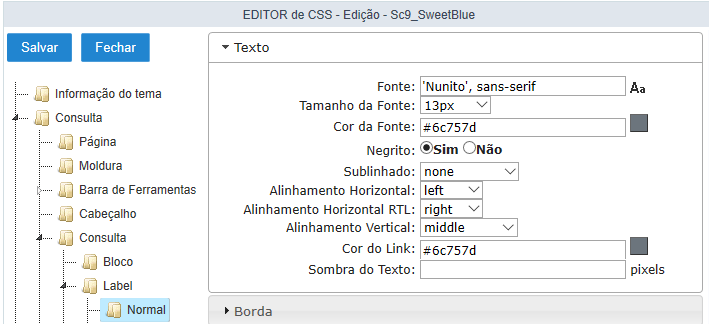 EDITOR de CSS - Edição - Sc9_SweetBlue
Salvar Fechar
Informação do tema
Consulta
Página
Moldura
Barra de Ferramentas
Cabeçalho
Consulta
Bloco
Label
Normal
Texto
Fonte: 'Nunito', sans-serif Aa
Tamanho da Fonte: 13px
Cor da Fonte: #6c757d
Negrito: Sim Não
Sublinhado: none
Alinhamento Horizontal: left
Alinhamento Horizontal RTL: right
Alinhamento Vertical: middle
Cor do Link: #6c757d
Sombra do Texto: pixels
Borda